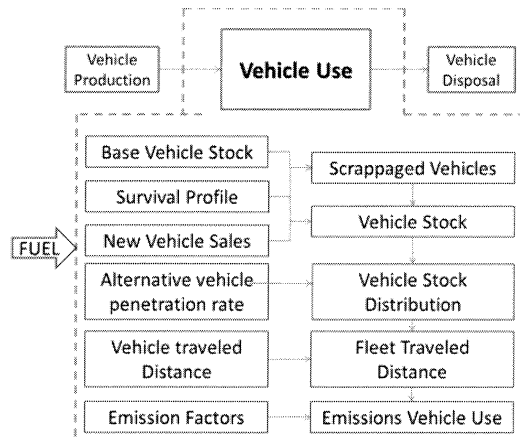 Vehicle
Production
Vehicle Use
Vehicle
Disposal
Base Vehicle Stock
Scrappaged Vehicles
Survival Profile
Vehicle Stock
New Vehicle Sales
FUEL
Alternative vehicle
penetration rate
Vehicle Stock
Distribution
Vehicle traveled
Distance
Fleet Traveled
Distance
Emission Factors
Emissions Vehicle Use